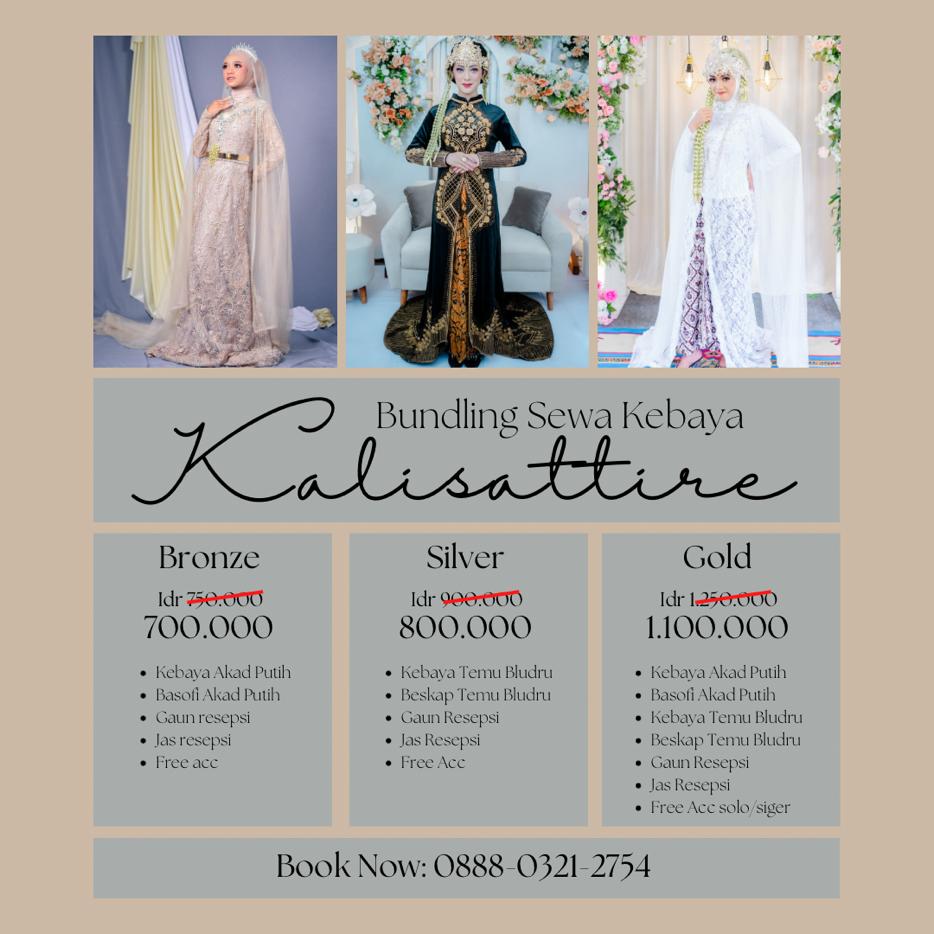 Bundling Sewa Kebaya
Kalisattire
Bronze
Idr 750.000
700.000
Kebaya Akad Putih
Basofi Akad Putih
Gaun resepsi
Jas resepsi
Free acc
Silver
Idr 900.000
800.000
Kebaya Temu Bludru
Beskap Temu Bludru
Gaun Resepsi
Jas Resepsi
Free Acc
Gold
Idr 1.250.000
1.100.000
Kebaya Akad Putih
Basofi Akad Putih
Kebaya Temu Bludru
Beskap Temu Bludru
Gaun Resepsi
Jas Resepsi
Free Acc solo/siger
Book Now: 0888-0321-2754